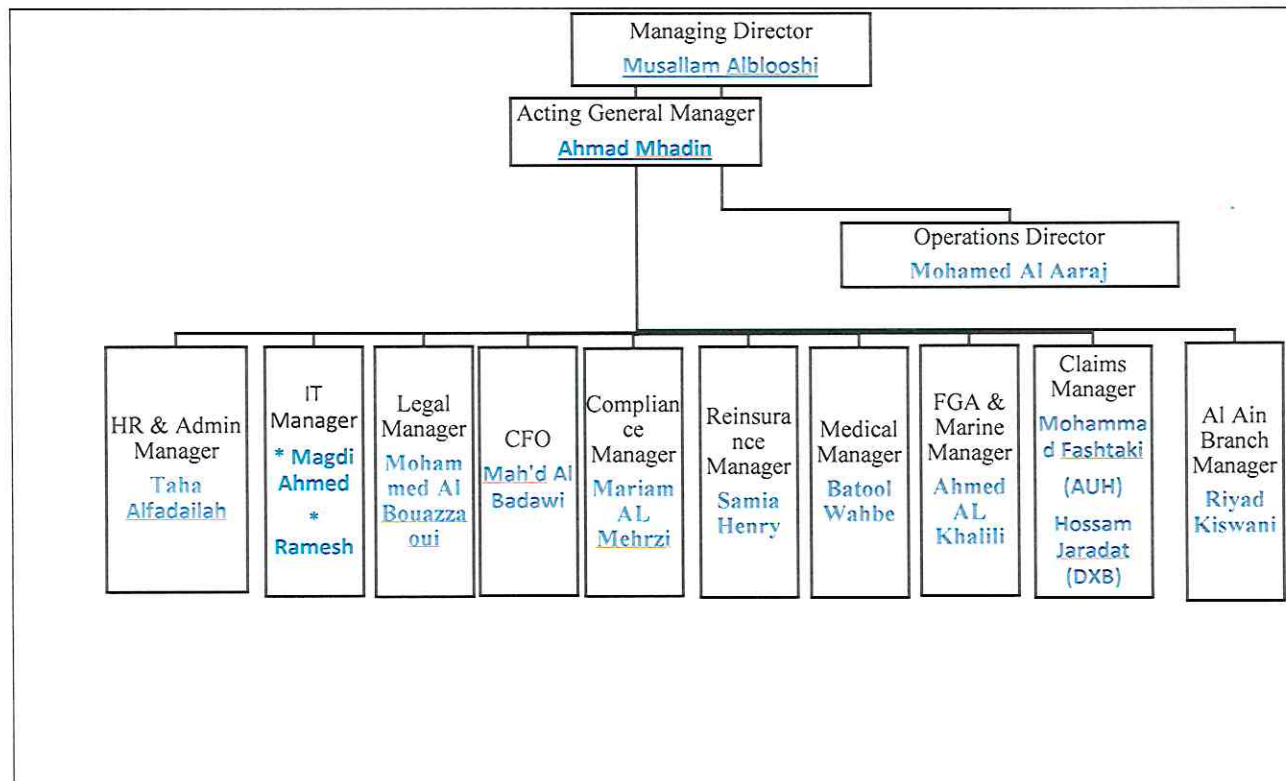 Managing Director
Musallam Alblooshi
Acting General Manager
Ahmad Mhadin
Operations Director
Mohamed Al Aaraj
HR & Admin
Manager
Taha
Alfadailah
IT
Manager
* Magdi
Ahmed
*
Ramesh
Legal
Manager
Moham
med Al
Bouazza
oui
CFO
Mah'd Al
Badawi
Complian
ce
Manager
Mariam
AL
Mehrzi
Reinsura
nce
Manager
Samia
Henry
Medical
Manager
Batool
Wahbe
FGA &
Marine
Manager
Ahmed
AL
Khalili
Claims
Manager
Mohamma
d Fashtaki
(AUH)
Hossam
Jaradat
(DXB)
Al Ain
Branch
Manager
Riyad
Kiswani